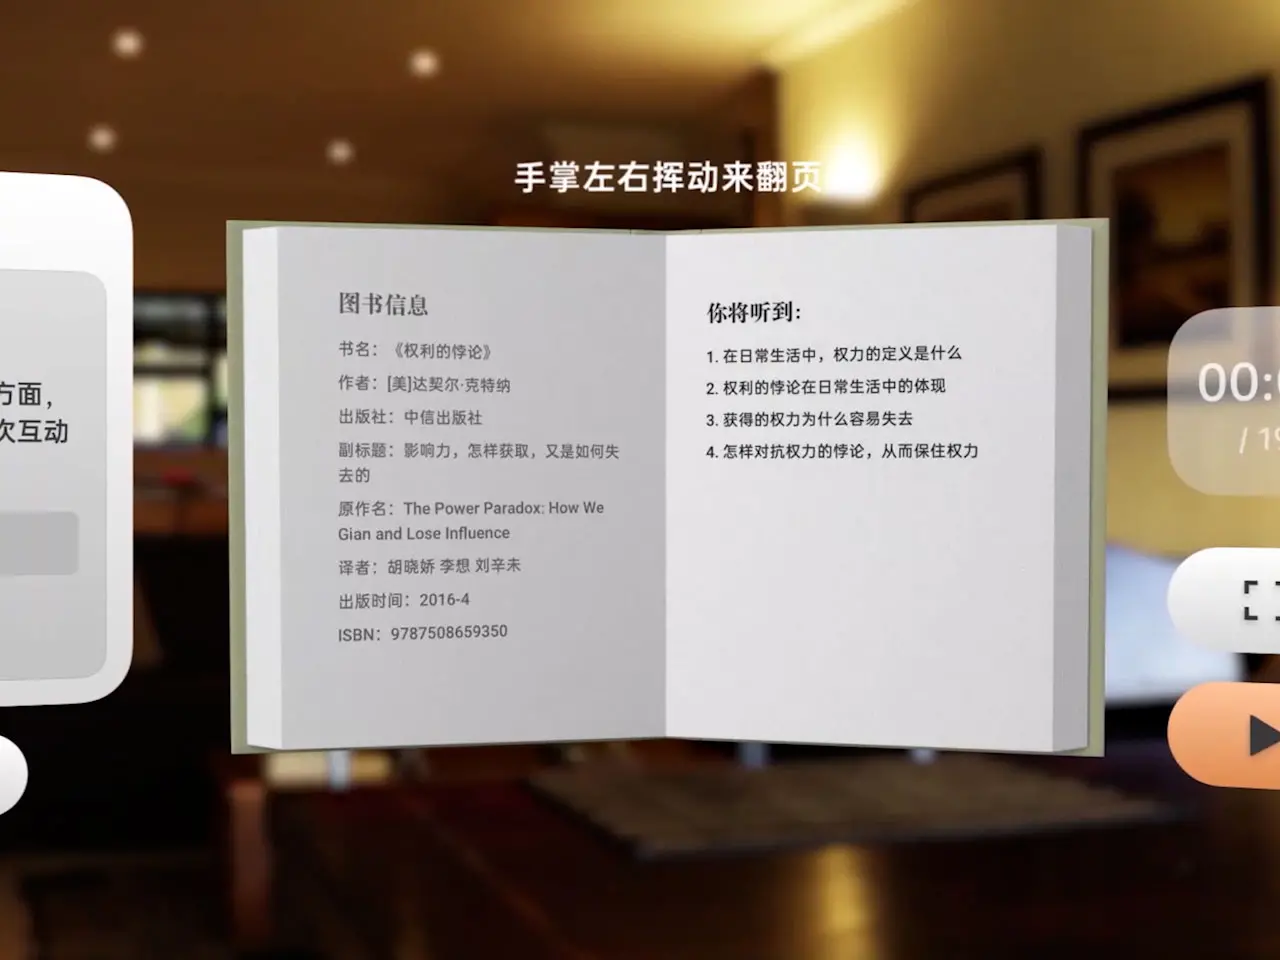 手掌左右挥动来翻页
方面，
次互动
图书信息
书名：《权利的悖论》
作者：[美]达契尔·克特纳
出版社：中信出版社
副标题：影响力，怎样获取，又是如何失
去的
原作名：The Power Paradox: How We
Gian and Lose Influence
译者：胡晓娇 李想 刘辛未
出版时间：2016-4
ISBN：9787508659350
你将听到:
1. 在日常生活中，权力的定义是什么
2. 权利的悖论在日常生活中的体现
3. 获得的权力为什么容易失去
4. 怎样对抗权力的悖论，从而保住权力
00:
/ 19